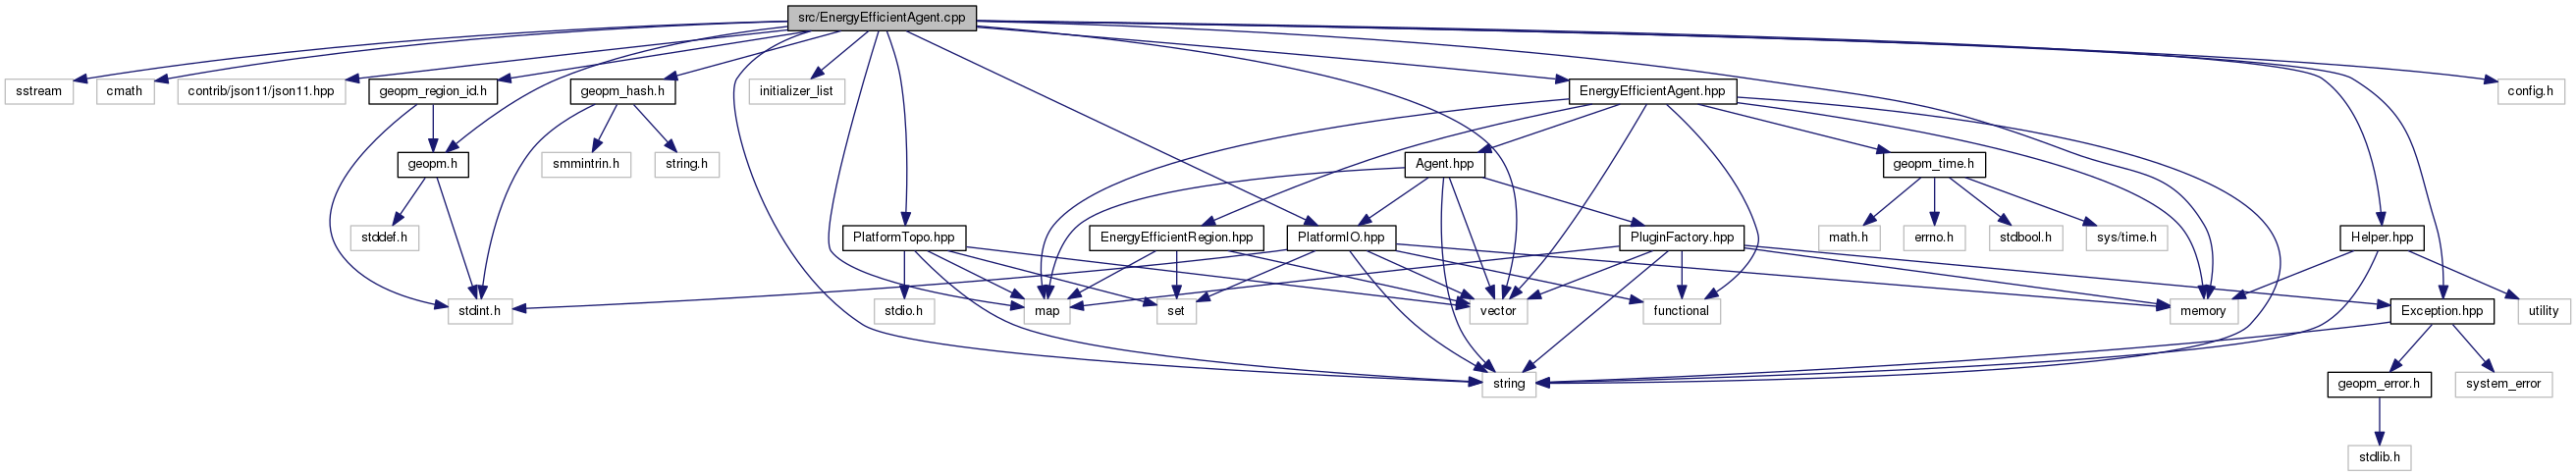 src/EnergyEfficientAgent.cpp
sstream
cmath
contrib/json11/json11.hpp
geopm_region_id.h
geopm_hash.h
initializer_list
EnergyEfficientAgent.hpp
config.h
geopm.h
smmintrin.h
string.h
Agent.hpp
geopm_time.h
stddef.h
PlatformTopo.hpp
EnergyEfficientRegion.hpp
PlatformIO.hpp
PluginFactory.hpp
math.h
errno.h
stdbool.h
sys/time.h
Helper.hpp
stdint.h
stdio.h
map
set
vector
functional
memory
Exception.hpp
utility
string
geopm_error.h
system_error
stdlib.h